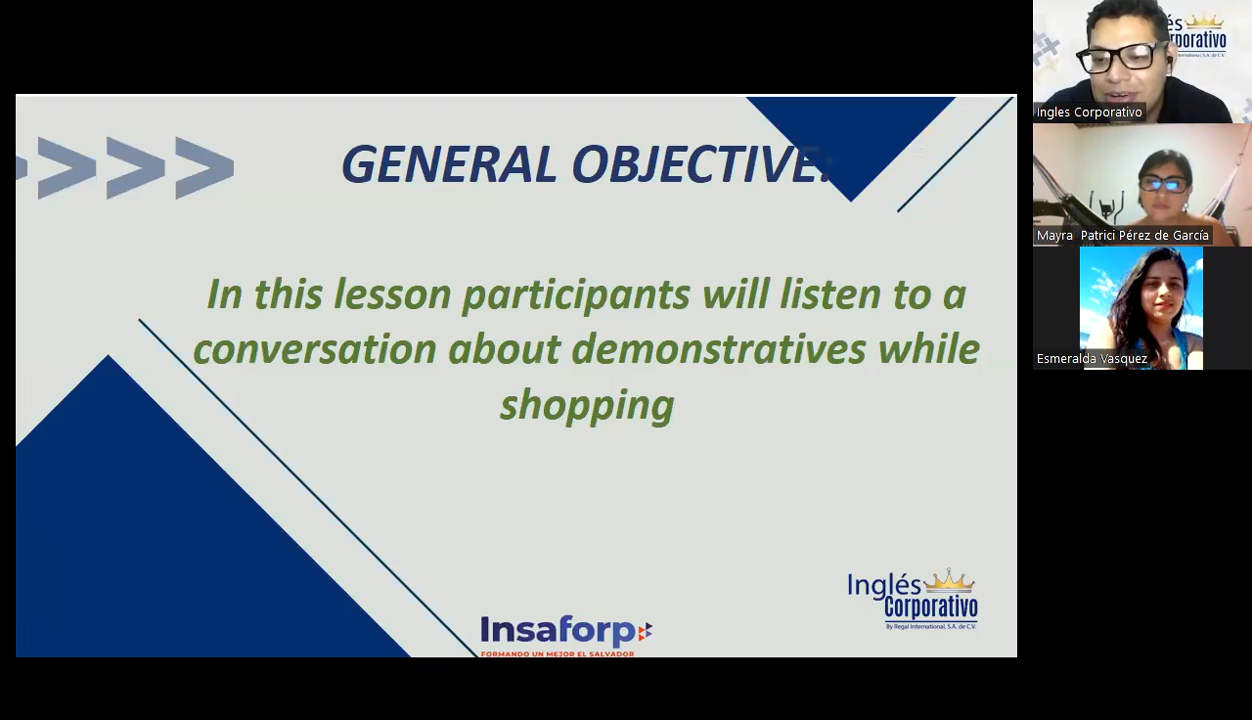 GENERAL OBJECTIVE:
In this lesson participants will listen to a
conversation about demonstratives while
shopping
Inglés
Corporativo
By Regal International, S.A. de C.V.
Insaforp
FORMANDO UN MEJOR EL SALVADOR
Ingles Corporativo
Mayra Patrici Pérez de García
Esmeralda Vasquez